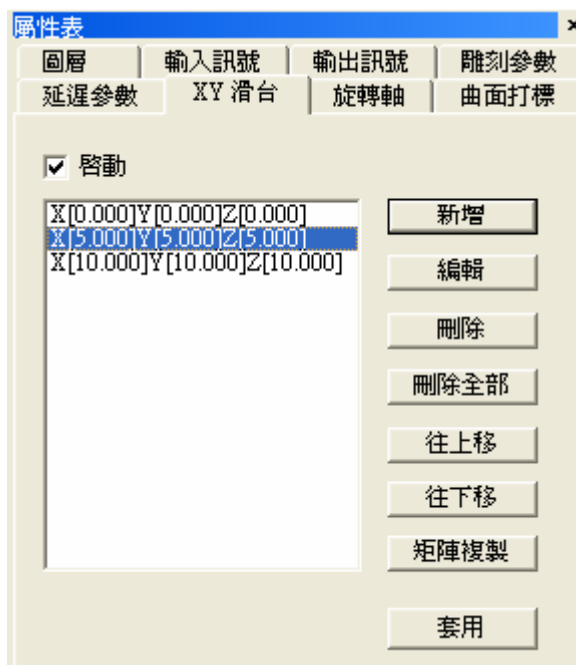 屬性表
圖層 輸入訊號 輸出訊號 雕刻參數
延遲參數 XY 滑台 旋轉軸 曲面打標
啓動
X[0.000]Y[0.000]Z[0.000]
X[5.000]Y[5.000]Z[5.000]
X[10.000]Y[10.000]Z[10.000]
新增
編輯
刪除
刪除全部
往上移
往下移
矩陣複製
套用